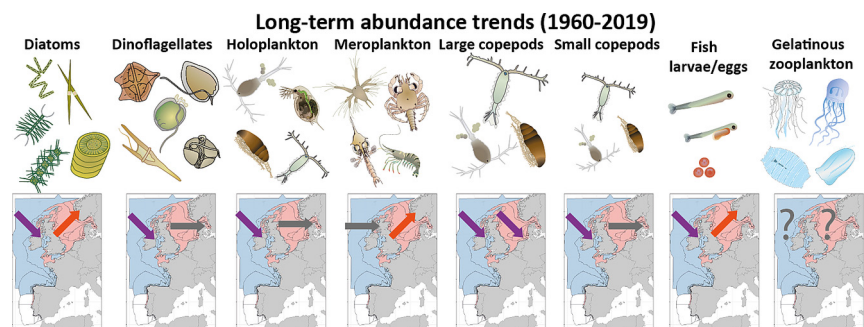 Long-term abundance trends (1960-2019)
Diatoms
Dinoflagellates
Holoplankton
Meroplankton
Large copepods
Small copepods
Fish
larvae/eggs
Gelatinous
zooplankton
? ?